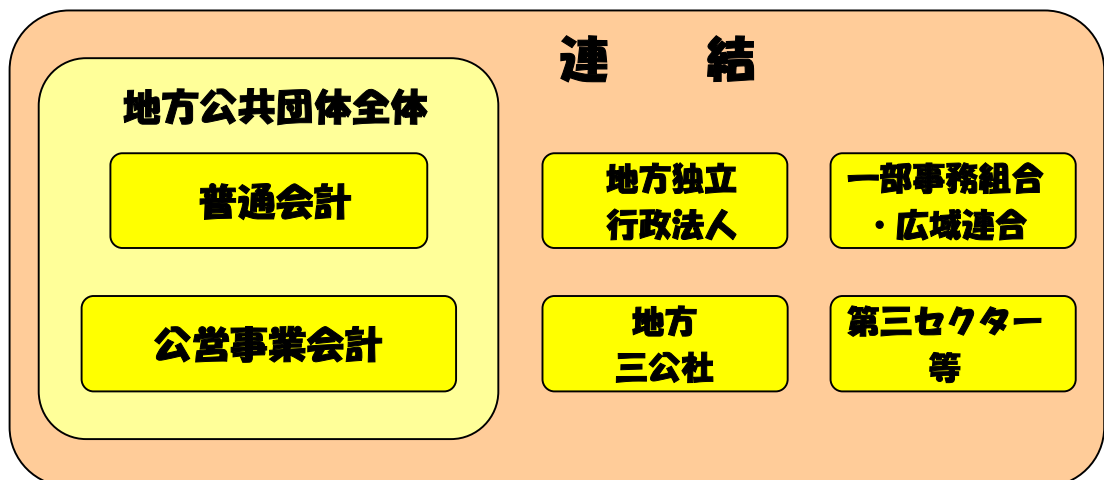 連　結
地方公共団体全体
普通会計
公営事業会計
地方独立
行政法人
一部事務組合
・広域連合
地方
三公社
第三セクター
等